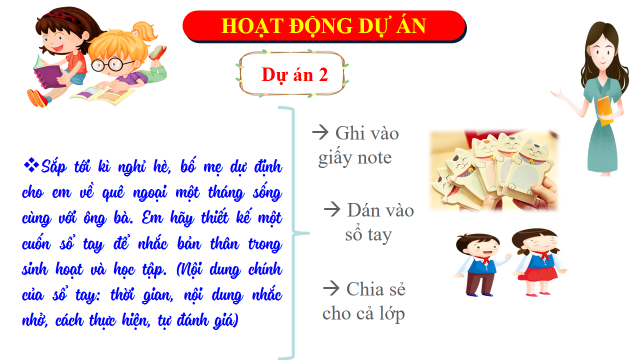 HOẠT ĐỘNG DỰ ÁN
Dự án 2
❖Sắp tới kì nghỉ hè, bố mẹ dự định
cho em về quê ngoại một tháng sống
cùng với ông bà. Em hãy thiết kế một
cuốn sổ tay để nhắc bản thân trong
sinh hoạt và học tập. (Nội dung chính
của sổ tay: thời gian, nội dung nhắc
nhở, cách thực hiện, tự đánh giá)
→ Ghi vào
giấy note
→ Dán vào
sổ tay
→ Chia sẻ
cho cả lớp